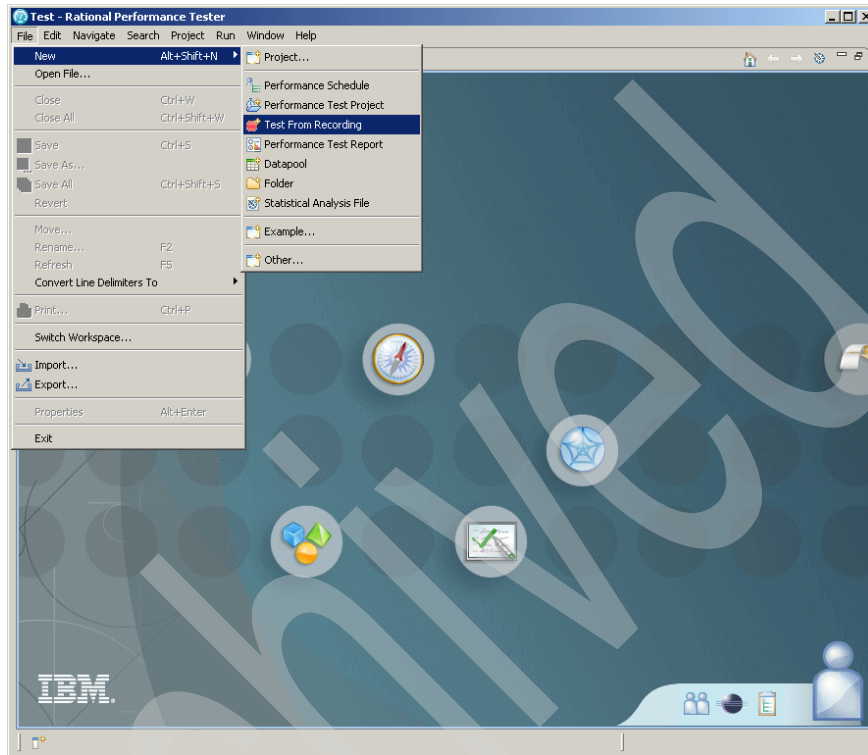 Test - Rational Performance Tester
File Edit Navigate Search Project Run Window Help
New Alt+Shift+N
Open File...
Close Ctrl+W
Close All Ctrl+Shift+W
Save Ctrl+S
Save As...
Save All Ctrl+Shift+S
Revert
Move...
Rename... F2
Refresh F5
Convert Line Delimiters To
Print... Ctrl+P
Switch Workspace...
Import...
Export...
Properties Alt+Enter
Exit
Project...
Performance Schedule
Performance Test Project
Test From Recording
Performance Test Report
Datapool
Folder
Statistical Analysis File
Example...
Other...
IBM.
hived